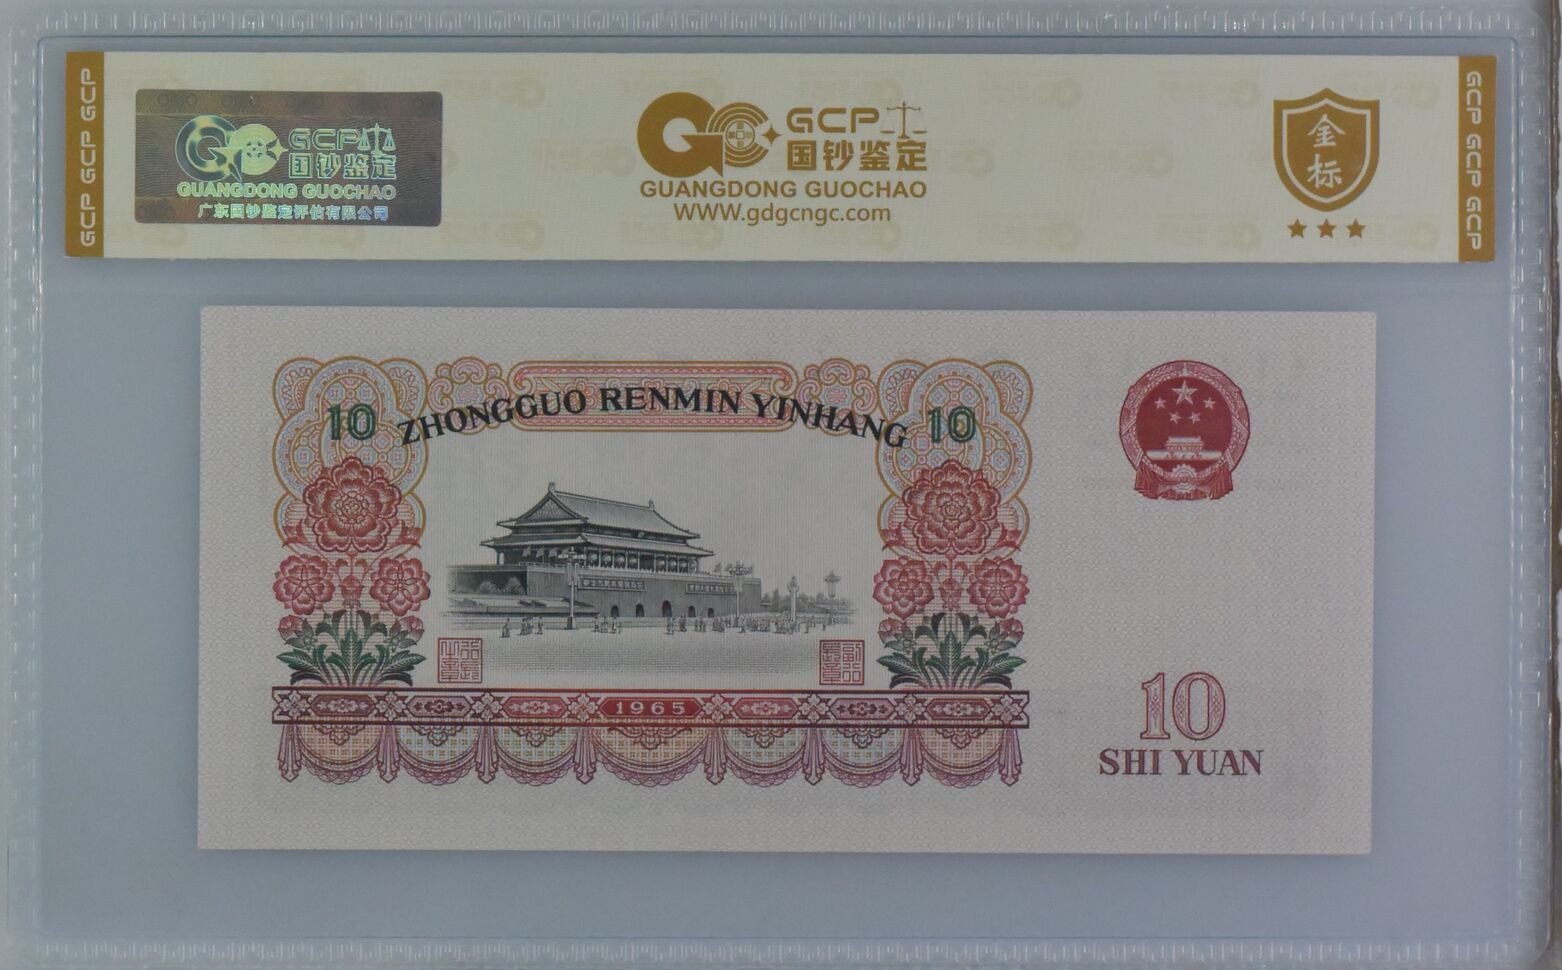 GCP GCP GCP
GCP
国钞鉴定
GUANGDONG GUOCHAO
广东国钞鉴定评估有限公司
GCP
国钞鉴定
GUANGDONG GUOCHAO
WWW.gdgcngc.com
金标
GCP GCP GCP
10 ZHONGGUO RENMIN YINHANG 10
1965
10
SHI YUAN